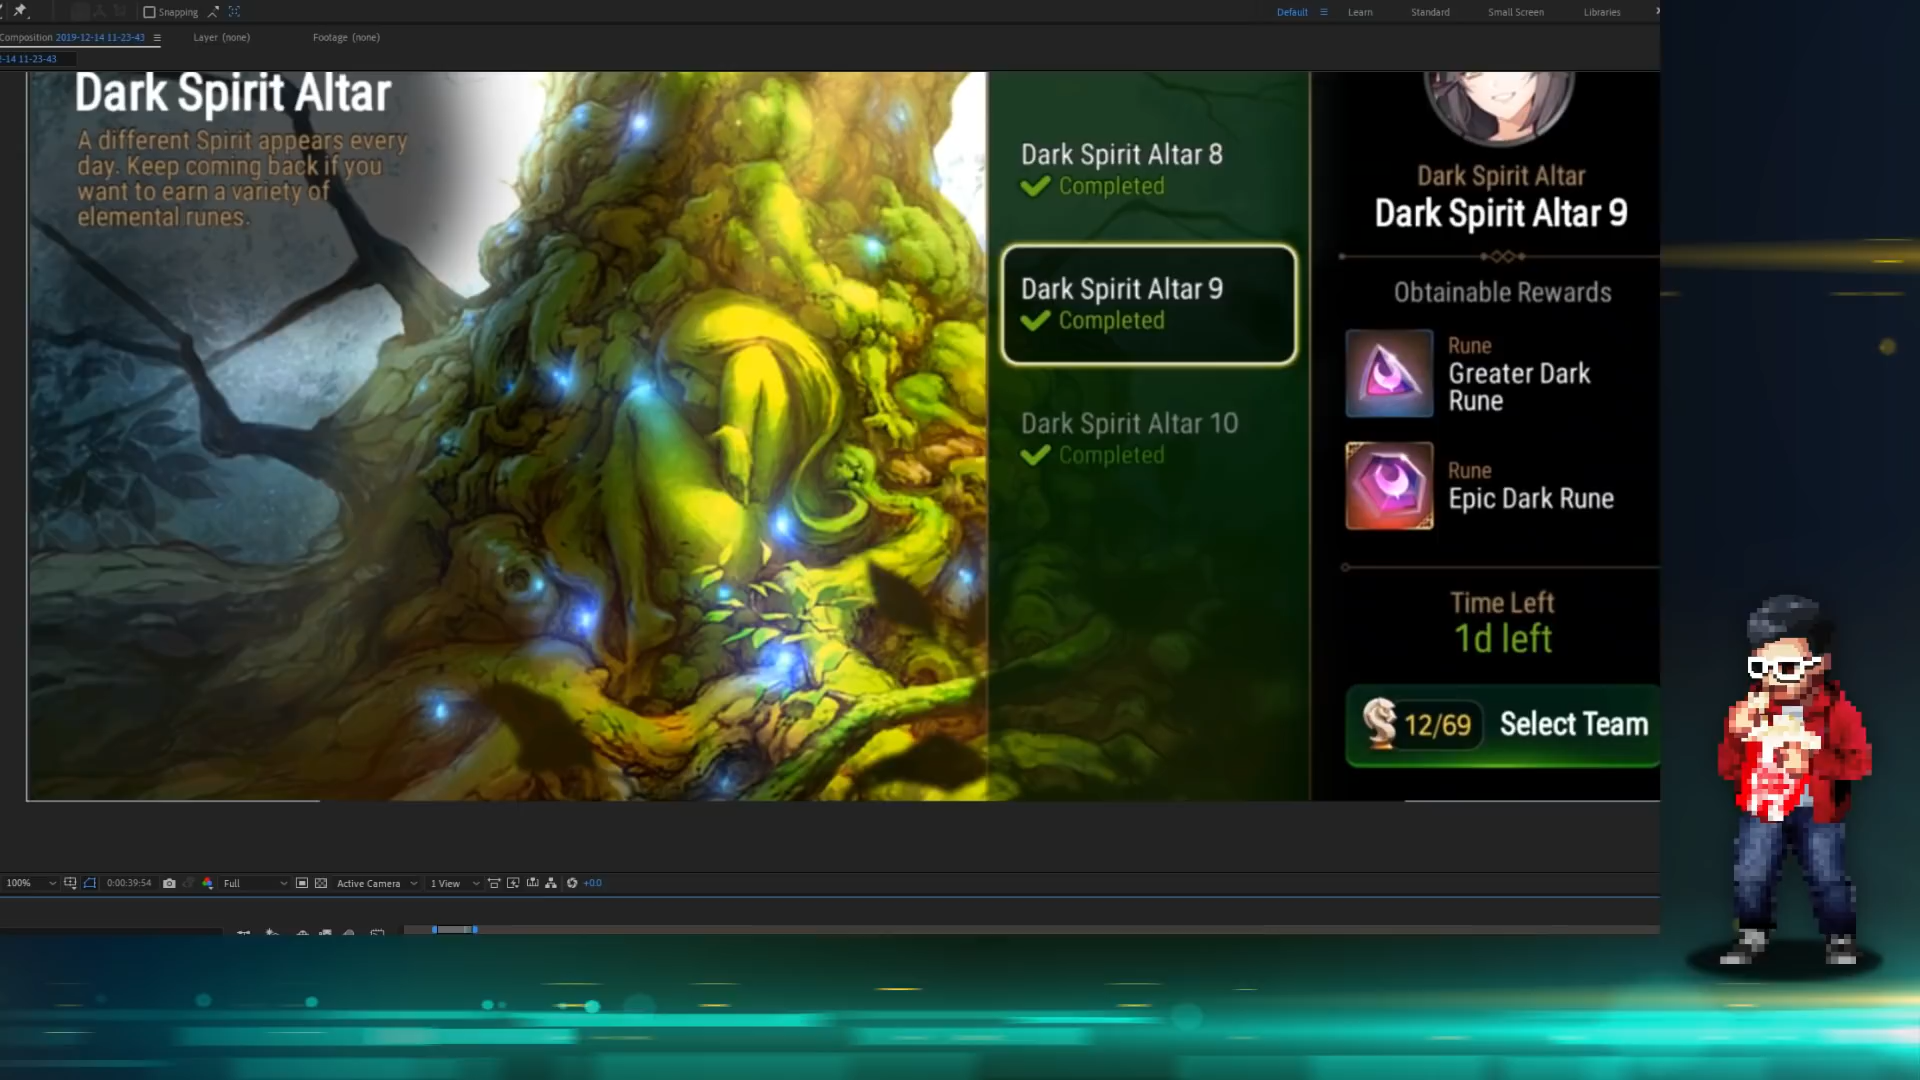 Snapping
Default
Learn
Standard
Small Screen
Libraries
Composition 2019-12-14 11-23-43
Layer (none)
Footage (none)
-14 11-23-43
Dark Spirit Altar
A different Spirit appears every
day. Keep coming back if you
want to earn a variety of
elemental runes.
Dark Spirit Altar 8
Completed
Dark Spirit Altar 9
Completed
Dark Spirit Altar 10
Completed
Dark Spirit Altar
Dark Spirit Altar 9
Obtainable Rewards
Rune
Greater Dark
Rune
Rune
Epic Dark Rune
Time Left
1d left
12/69
Select Team
100%
0:00:39:54
Full
Active Camera
1 View
+0.0